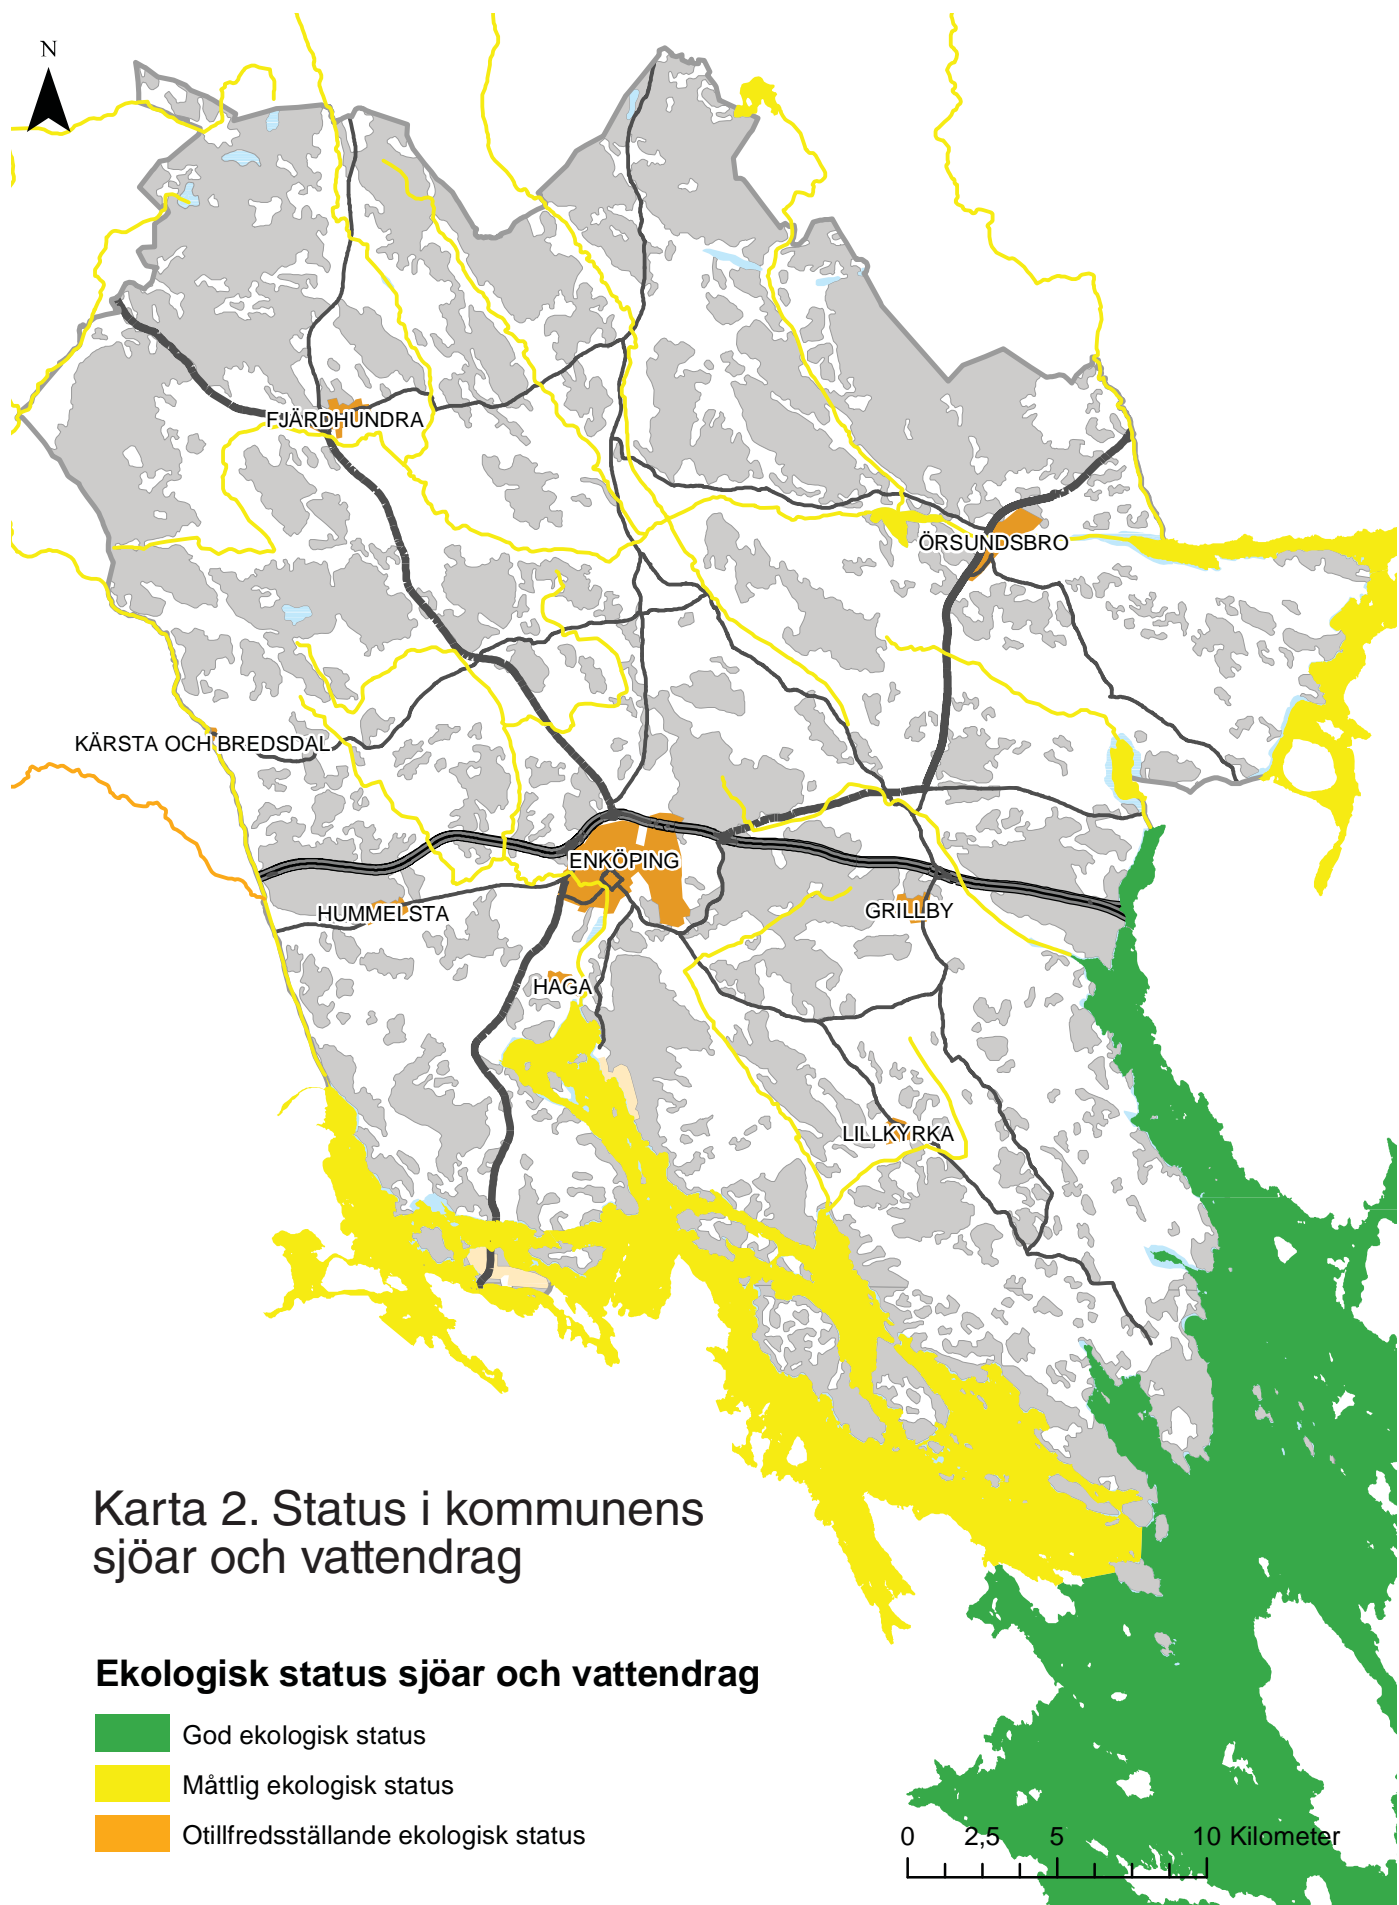 N
FJÄRDHUNDRA
ÖRSUNDSBRO
KÄRSTA OCH BREDSDAL
ENKÖPING
HUMMELSTA
GRILLBY
HAGA
LILLKYRKA
Karta 2. Status i kommunens
sjöar och vattendrag
Ekologisk status sjöar och vattendrag
God ekologisk status
Måttlig ekologisk status
Otillfredsställande ekologisk status
0 2,5 5 10 Kilometer